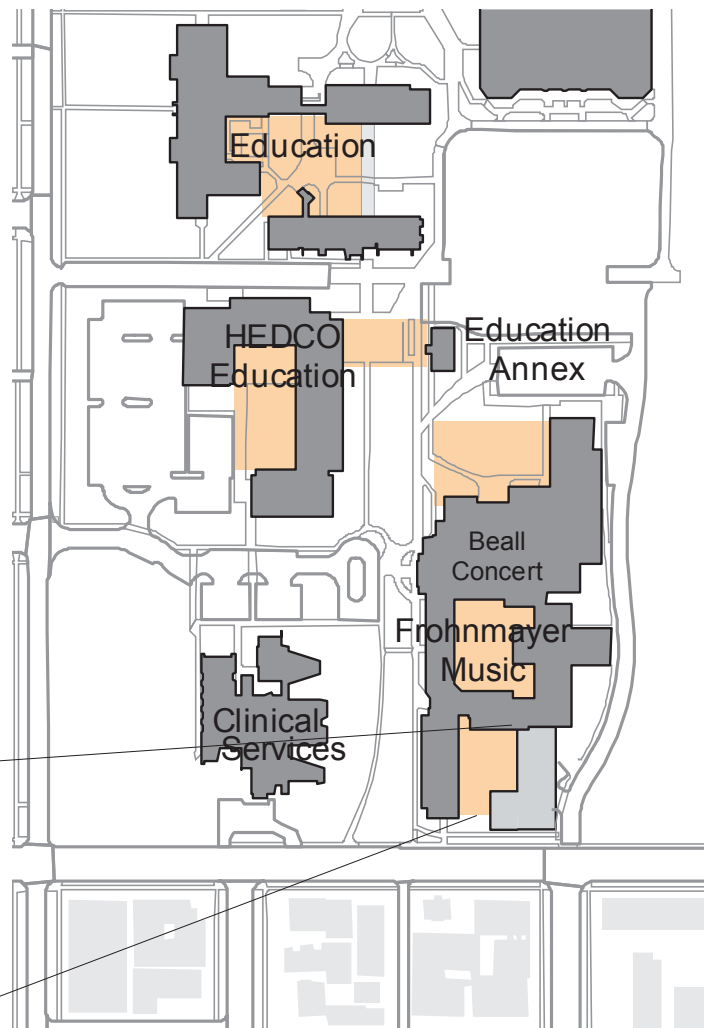 Education
HEDCO
Education
Education
Annex
Beall
Concert
Frohnmayer
Music
Clinical
Services